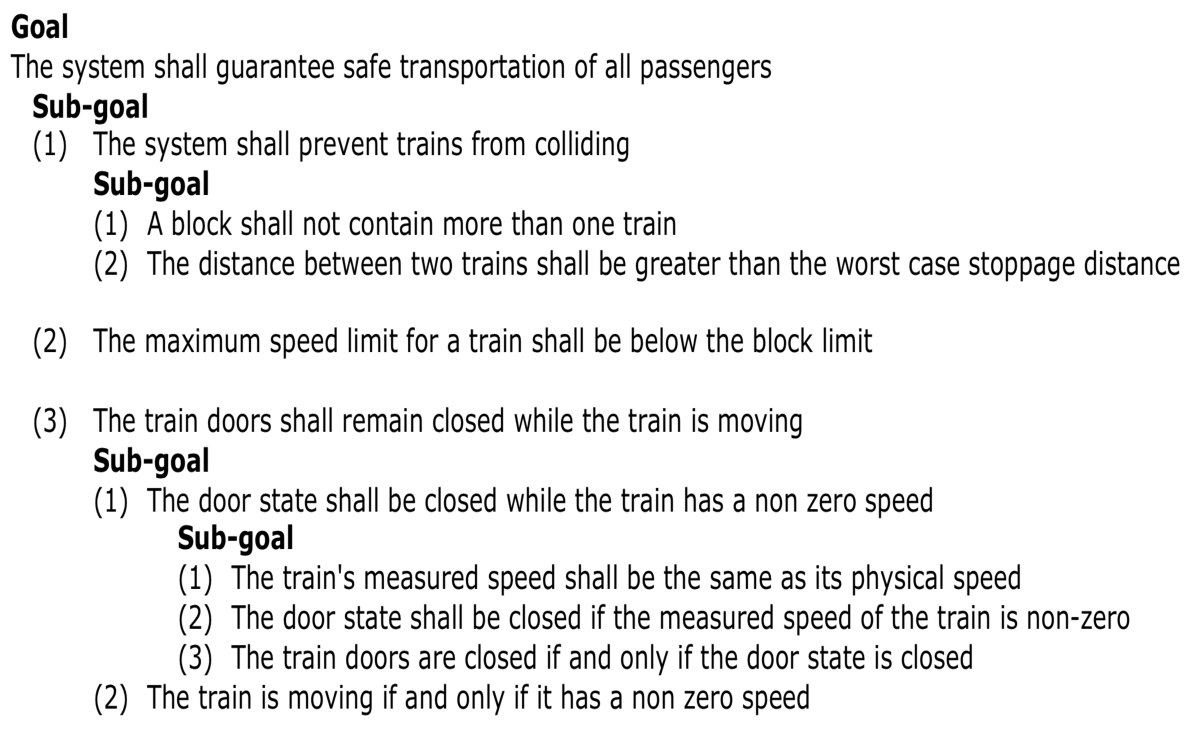 Goal
The system shall guarantee safe transportation of all passengers
Sub-goal
(1) The system shall prevent trains from colliding
Sub-goal
(1) A block shall not contain more than one train
(2) The distance between two trains shall be greater than the worst case stoppage distance
(2) The maximum speed limit for a train shall be below the block limit
(3) The train doors shall remain closed while the train is moving
Sub-goal
(1) The door state shall be closed while the train has a non zero speed
Sub-goal
(1) The train's measured speed shall be the same as its physical speed
(2) The door state shall be closed if the measured speed of the train is non-zero
(3) The train doors are closed if and only if the door state is closed
(2) The train is moving if and only if it has a non zero speed